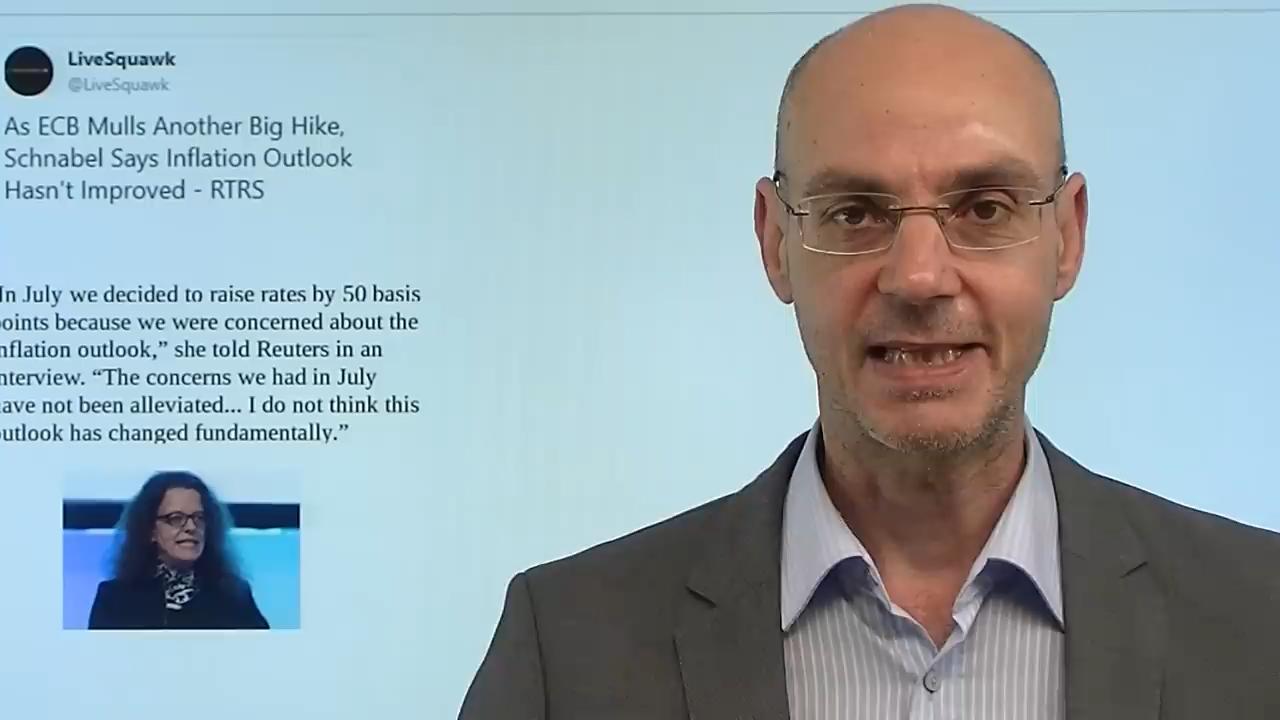 LiveSquawk
@LiveSquawk
As ECB Mulls Another Big Hike,
Schnabel Says Inflation Outlook
Hasn't Improved - RTRS
In July we decided to raise rates by 50 basis
oints because we were concerned about the
nflation outlook,” she told Reuters in an
nterview. “The concerns we had in July
ave not been alleviated... I do not think this
utlook has changed fundamentally.”